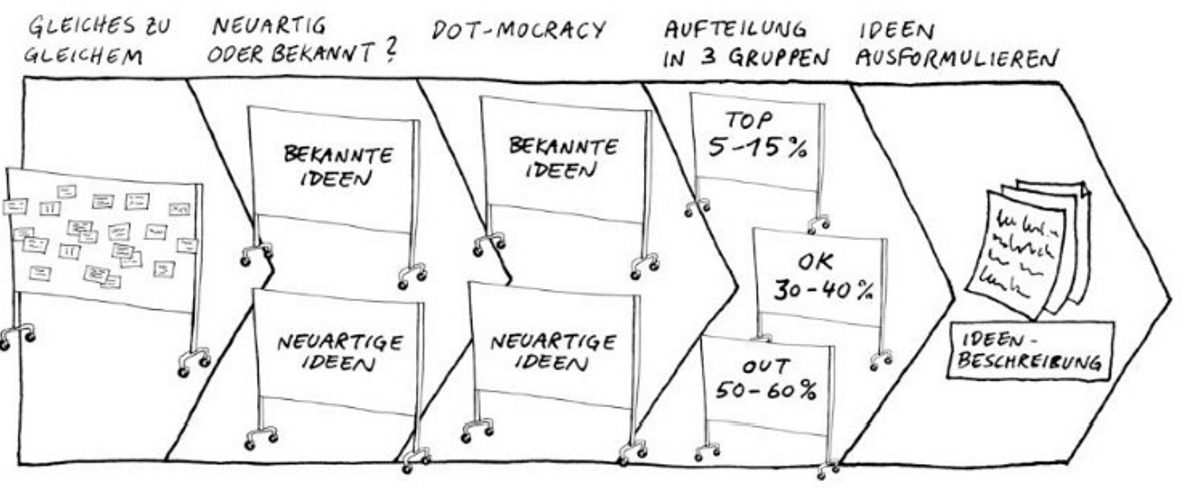 GLEICHES ZU
GLEICHEM
NEUARTIG
ODER BEKANNT?
DOT-MOCRACY
AUFTEILUNG
IN 3 GRUPPEN
IDEEN
AUSFORMULIEREN
BEKANNTE
IDEEN
NEUARTIGE
IDEEN
BEKANNTE
IDEEN
NEUARTIGE
IDEEN
TOP
5-15%
OK
30-40%
OUT
50-60%
IDEEN-
BESCHREIBUNG